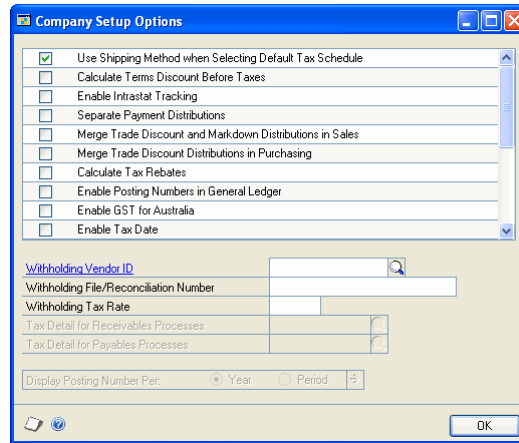 Company Setup Options
Use Shipping Method when Selecting Default Tax Schedule
Calculate Terms Discount Before Taxes
Enable Intrastat Tracking
Separate Payment Distributions
Merge Trade Discount and Markdown Distributions in Sales
Merge Trade Discount Distributions in Purchasing
Calculate Tax Rebates
Enable Posting Numbers in General Ledger
Enable GST for Australia
Enable Tax Date
Withholding Vendor ID
Withholding File/Reconciliation Number
Withholding Tax Rate
Tax Detail for Receivables Processes
Tax Detail for Payables Processes
Display Posting Number Per: Year Period
OK